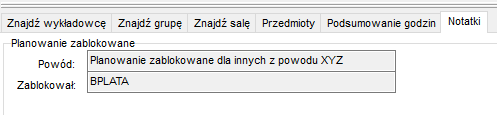 Znajdź wykładowcę Znajdź grupę Znajdź salę Przedmioty Podsumowanie godzin Notatki
Planowanie zablokowane
Powód: Planowanie zablokowane dla innych z powodu XYZ
Zablokował: BPLATA